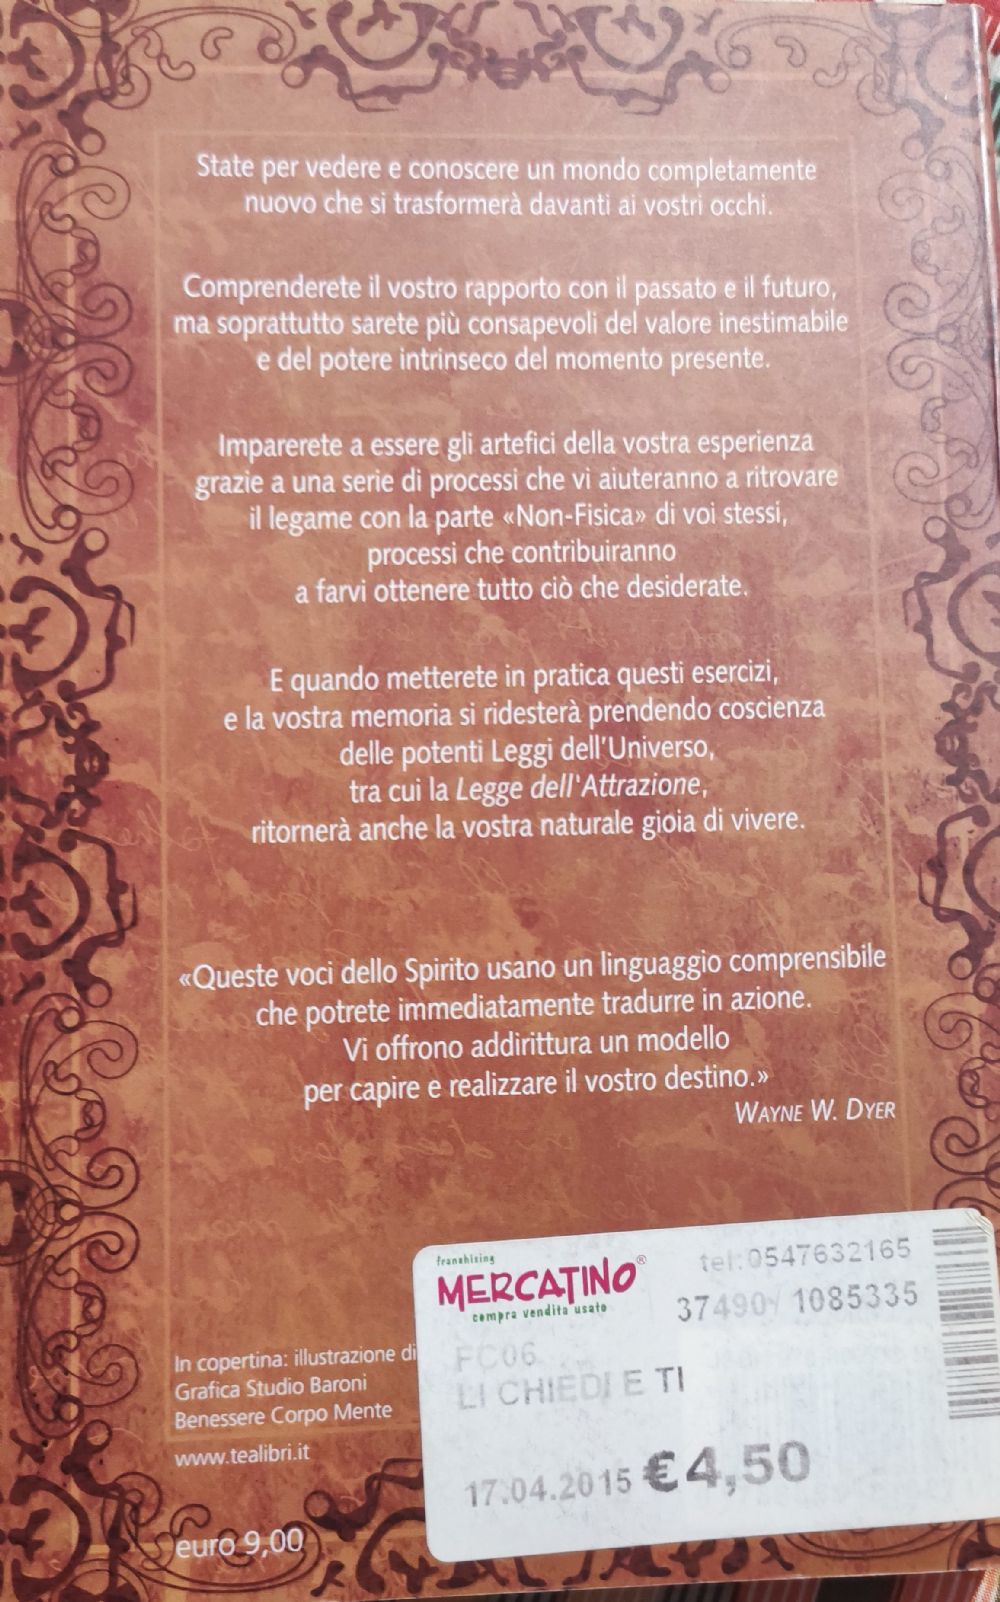 State per vedere e conoscere un mondo completamente
nuovo che si trasformerà davanti ai vostri occhi.
Comprenderete il vostro rapporto con il passato e il futuro,
ma soprattutto sarete più consapevoli del valore inestimabile
e del potere intrinseco del momento presente.
Imparerete a essere gli artefici della vostra esperienza
grazie a una serie di processi che vi aiuteranno a ritrovare
il legame con la parte «Non-Fisica» di voi stessi,
processi che contribuiranno
a farvi ottenere tutto ciò che desiderate.
E quando metterete in pratica questi esercizi,
e la vostra memoria si ridesterà prendendo coscienza
delle potenti Leggi dell'Universo,
tra cui la Legge dell'Attrazione,
ritornerà anche la vostra naturale gioia di vivere.
«Queste voci dello Spirito usano un linguaggio comprensibile
che potrete immediatamente tradurre in azione.
Vi offrono addirittura un modello
per capire e realizzare il vostro destino.»
WAYNE W. DYER
In copertina: illustrazione di
Grafica Studio Baroni
Benessere Corpo Mente
www.tealibri.it
euro 9,00
franchising
MERCATINO®
compra vendita usato
tel:0547632165
37490/ 1085335
FC06
LI CHIEDI E TI
17.04.2015 €4,50